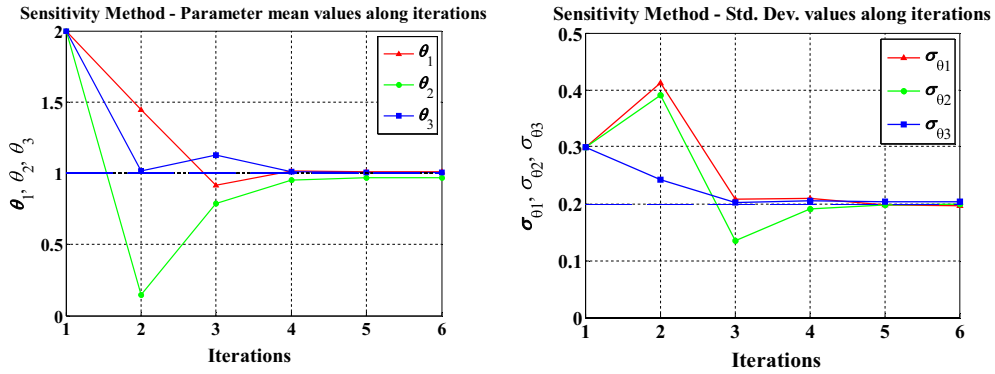 Sensitivity Method - Parameter mean values along iterations
2
1.5
1
0.5
0
θ1, θ2, θ3
θ1
θ2
θ3
1 2 3 4 5 6
Iterations
Sensitivity Method - Std. Dev. values along iterations
0.5
0.4
0.3
0.2
0.1
0
σθ1, σθ2, σθ3
σθ1
σθ2
σθ3
1 2 3 4 5 6
Iterations